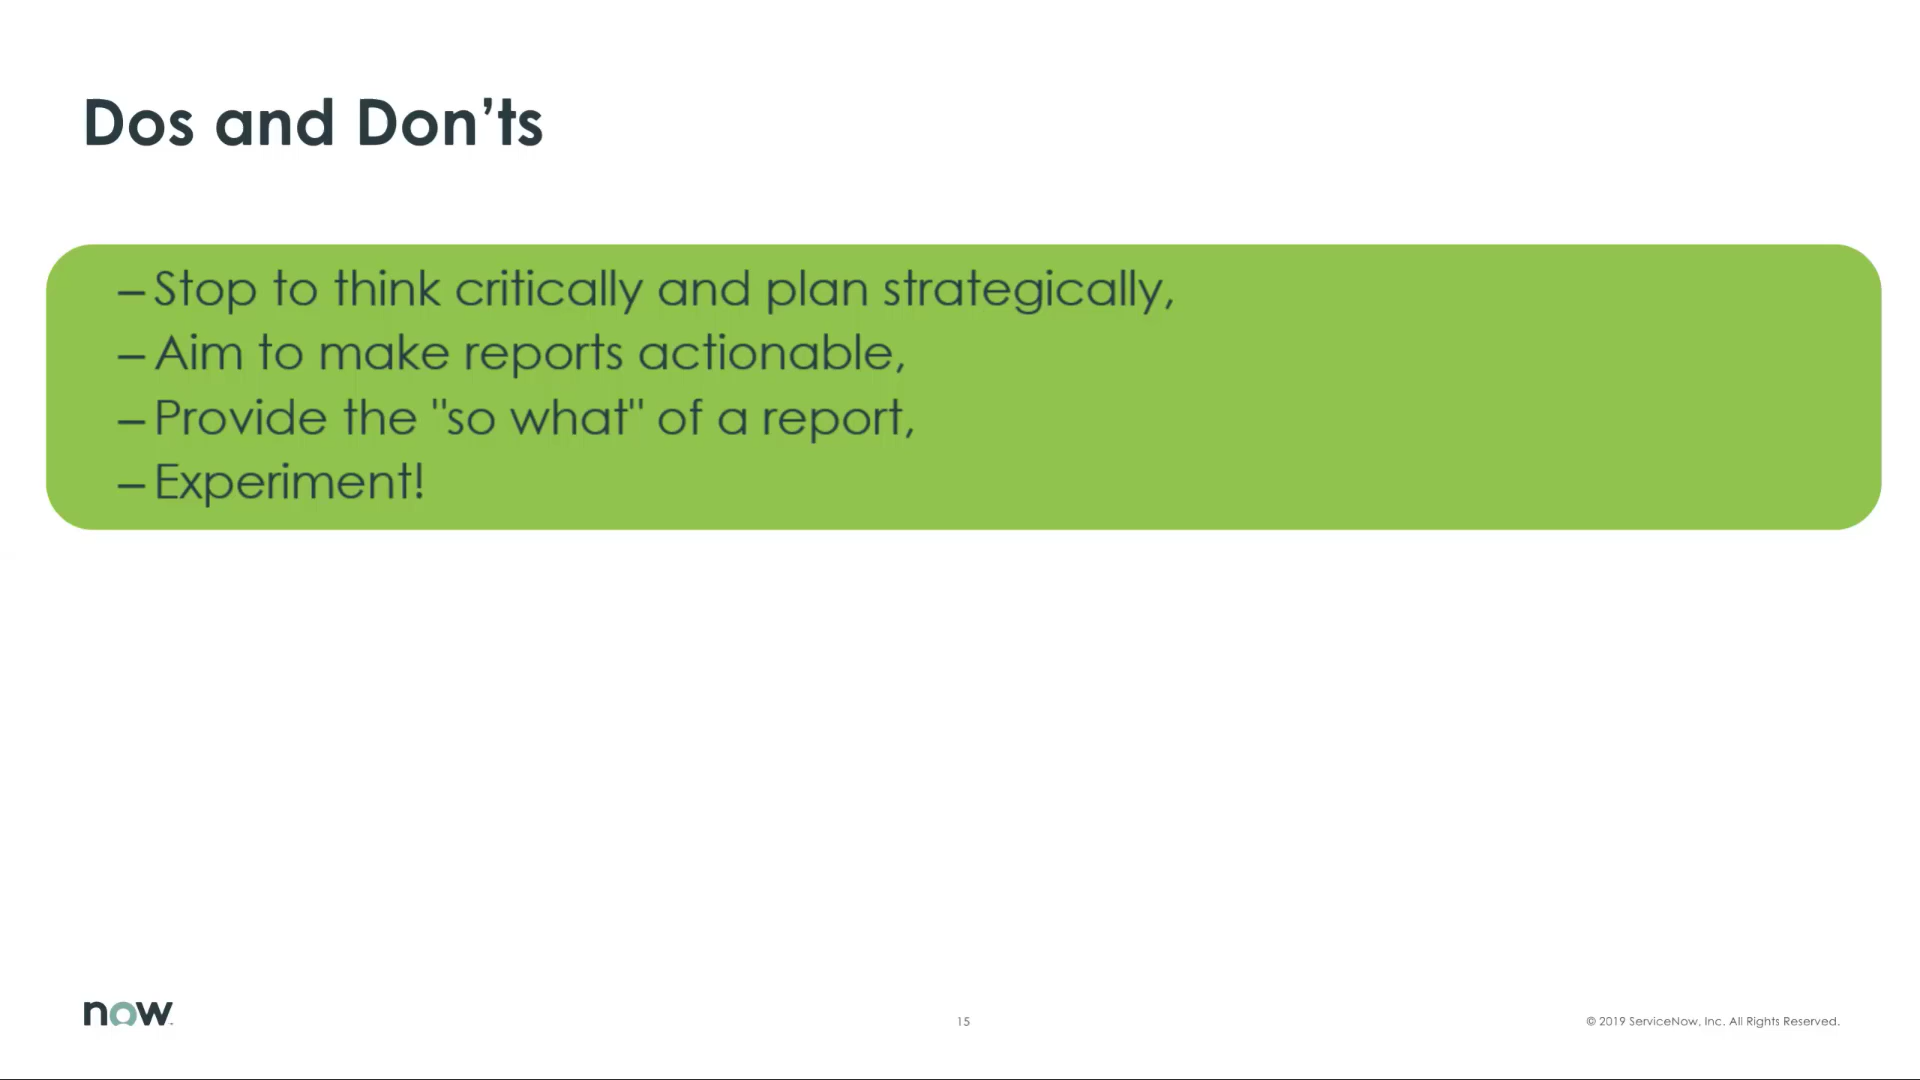 Dos and Don’ts
– Stop to think critically and plan strategically,
– Aim to make reports actionable,
– Provide the "so what" of a report,
– Experiment!
now
15
© 2019 ServiceNow, Inc. All Rights Reserved.